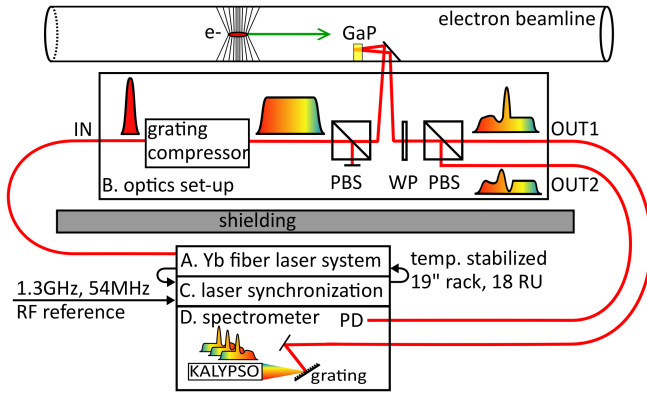 electron beamline
e-
GaP
IN
grating
compressor
PBS
WP
PBS
OUT1
OUT2
B. optics set-up
shielding
A. Yb fiber laser system
temp. stabilized
19" rack, 18 RU
1.3GHz, 54MHz
RF reference
C. laser synchronization
D. spectrometer
PD
KALYPSO
grating